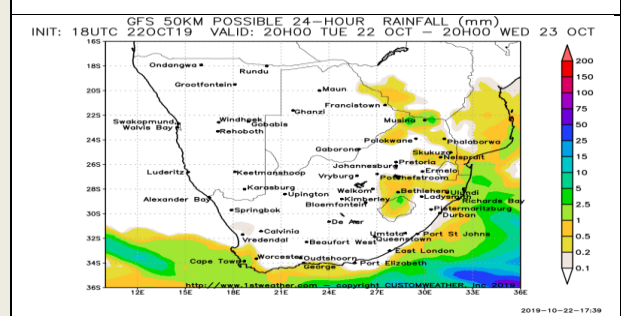 GFS 50KM POSSIBLE 24-HOUR RAINFALL (mm)
INIT: 18UTC 22OCT19 VALID: 20H00 TUE 22 OCT - 20H00 WED 23 OCT
16S
Ondangwa
Rundu
200
18S
150
Grootfontein
Maun
20S
100
Francistown
Ghanzi
75
22S
Musina
Windhoek
Gobabis
50
Swakopmund
Walvis Bay
Rehoboth
24S
Polokwane
Phalaborwa
25
Gaborone
Skukuza
Nelspruit
15
26S
Johannesburg
Pretoria
Luderitz
Keetmanshoop
Vryburg
Ermelo
Potchefstroom
10
28S
Karasburg
Welkom
Bethlehem
Ulundi
5
Alexander Bay
Upington
Kimberley
Ladysmith
Richards Bay
Bloemfontein
2.5
30S
Springbok
Pietermaritzburg
Durban
De Aar
1
Calvinia
Umtata
Port St Johns
32S
Vredendal
Beaufort West
Queenstown
0.5
East London
Cape Town
Worcester
Oudtshoorn
0.2
34S
George
Port Elizabeth
0.1
http://www.1stweather.com - copyright CUSTOMWEATHER, Inc 2019
36S
12E 15E 18E 21E 24E 27E 30E 33E 36E
2019-10-22-17:39